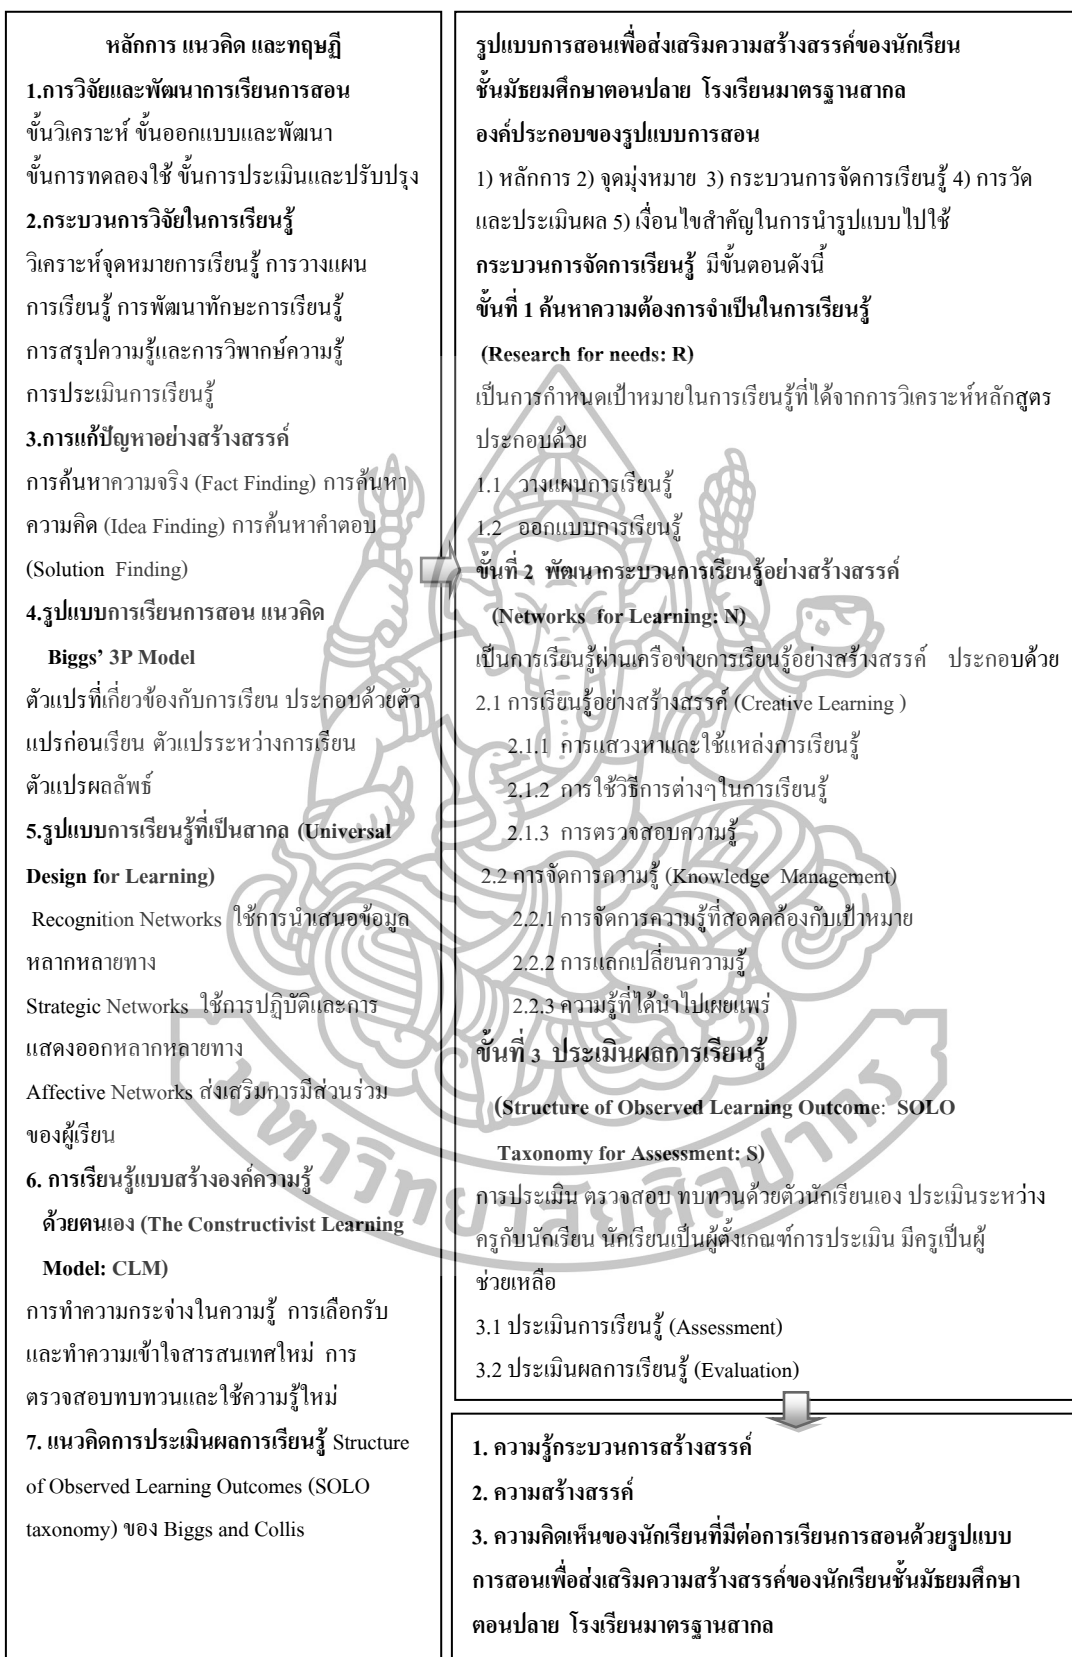 หลักการ แนวคิด และทฤษฎี
1.การวิจัยและพัฒนาการเรียนการสอน
ขั้นวิเคราะห์ ขั้นออกแบบและพัฒนา
ขั้นการทดลองใช้ ขั้นการประเมินและปรับปรุง
2.กระบวนการวิจัยในการเรียนรู้
วิเคราะห์จุดหมายการเรียนรู้ การวางแผน
การเรียนรู้ การพัฒนาทักษะการเรียนรู้
การสรุปความรู้และการวิพากษ์ความรู้
การประเมินการเรียนรู้
3.การแก้ปัญหาอย่างสร้างสรรค์
การค้นหาความจริง (Fact Finding) การค้นหา
ความคิด (Idea Finding) การค้นหาคำตอบ
(Solution Finding)
4.รูปแบบการเรียนการสอน แนวคิด
Biggs’ 3P Model
ตัวแปรที่เกี่ยวข้องกับการเรียน ประกอบด้วยตัว
แปรก่อนเรียน ตัวแปรระหว่างการเรียน
ตัวแปรผลลัพธ์
5.รูปแบบการเรียนรู้ที่เป็นสากล (Universal
Design for Learning)
Recognition Networks ใช้การนำเสนอข้อมูล
หลากหลายทาง
Strategic Networks ใช้การปฏิบัติและการ
แสดงออกหลากหลายทาง
Affective Networks ส่งเสริมการมีส่วนร่วม
ของผู้เรียน
6. การเรียนรู้แบบสร้างองค์ความรู้
ด้วยตนเอง (The Constructivist Learning
Model: CLM)
การทำความกระจ่างในความรู้ การเลือกรับ
และทำความเข้าใจสารสนเทศใหม่ การ
ตรวจสอบทบทวนและใช้ความรู้ใหม่
7. แนวคิดการประเมินผลการเรียนรู้ Structure
of Observed Learning Outcomes (SOLO
taxonomy) ของ Biggs and Collis
รูปแบบการสอนเพื่อส่งเสริมความสร้างสรรค์ของนักเรียน
ชั้นมัธยมศึกษาตอนปลาย โรงเรียนมาตรฐานสากล
องค์ประกอบของรูปแบบการสอน
1) หลักการ 2) จุดมุ่งหมาย 3) กระบวนการจัดการเรียนรู้ 4) การวัด
และประเมินผล 5) เงื่อนไขสำคัญในการนำรูปแบบไปใช้
กระบวนการจัดการเรียนรู้ มีขั้นตอนดังนี้
ขั้นที่ 1 ค้นหาความต้องการจำเป็นในการเรียนรู้
(Research for needs: R)
เป็นการกำหนดเป้าหมายในการเรียนรู้ที่ได้จากการวิเคราะห์หลักสูตร
ประกอบด้วย
1.1 วางแผนการเรียนรู้
1.2 ออกแบบการเรียนรู้
ขั้นที่ 2 พัฒนากระบวนการเรียนรู้อย่างสร้างสรรค์
(Networks for Learning: N)
เป็นการเรียนรู้ผ่านเครือข่ายการเรียนรู้อย่างสร้างสรรค์ ประกอบด้วย
2.1 การเรียนรู้อย่างสร้างสรรค์ (Creative Learning )
2.1.1 การแสวงหาและใช้แหล่งการเรียนรู้
2.1.2 การใช้วิธีการต่างๆในการเรียนรู้
2.1.3 การตรวจสอบความรู้
2.2 การจัดการความรู้ (Knowledge Management)
2.2.1 การจัดการความรู้ที่สอดคล้องกับเป้าหมาย
2.2.2 การแลกเปลี่ยนความรู้
2.2.3 ความรู้ที่ได้นำไปเผยแพร่
ขั้นที่ 3 ประเมินผลการเรียนรู้
(Structure of Observed Learning Outcome: SOLO
Taxonomy for Assessment: S)
การประเมิน ตรวจสอบ ทบทวนด้วยตัวนักเรียนเอง ประเมินระหว่าง
ครูกับนักเรียน นักเรียนเป็นผู้ตั้งเกณฑ์การประเมิน มีครูเป็นผู้
ช่วยเหลือ
3.1 ประเมินการเรียนรู้ (Assessment)
3.2 ประเมินผลการเรียนรู้ (Evaluation)
1. ความรู้กระบวนการสร้างสรรค์
2. ความสร้างสรรค์
3. ความคิดเห็นของนักเรียนที่มีต่อการเรียนการสอนด้วยรูปแบบ
การสอนเพื่อส่งเสริมความสร้างสรรค์ของนักเรียนชั้นมัธยมศึกษา
ตอนปลาย โรงเรียนมาตรฐานสากล
มหาวิทยาลัยศิลปากร